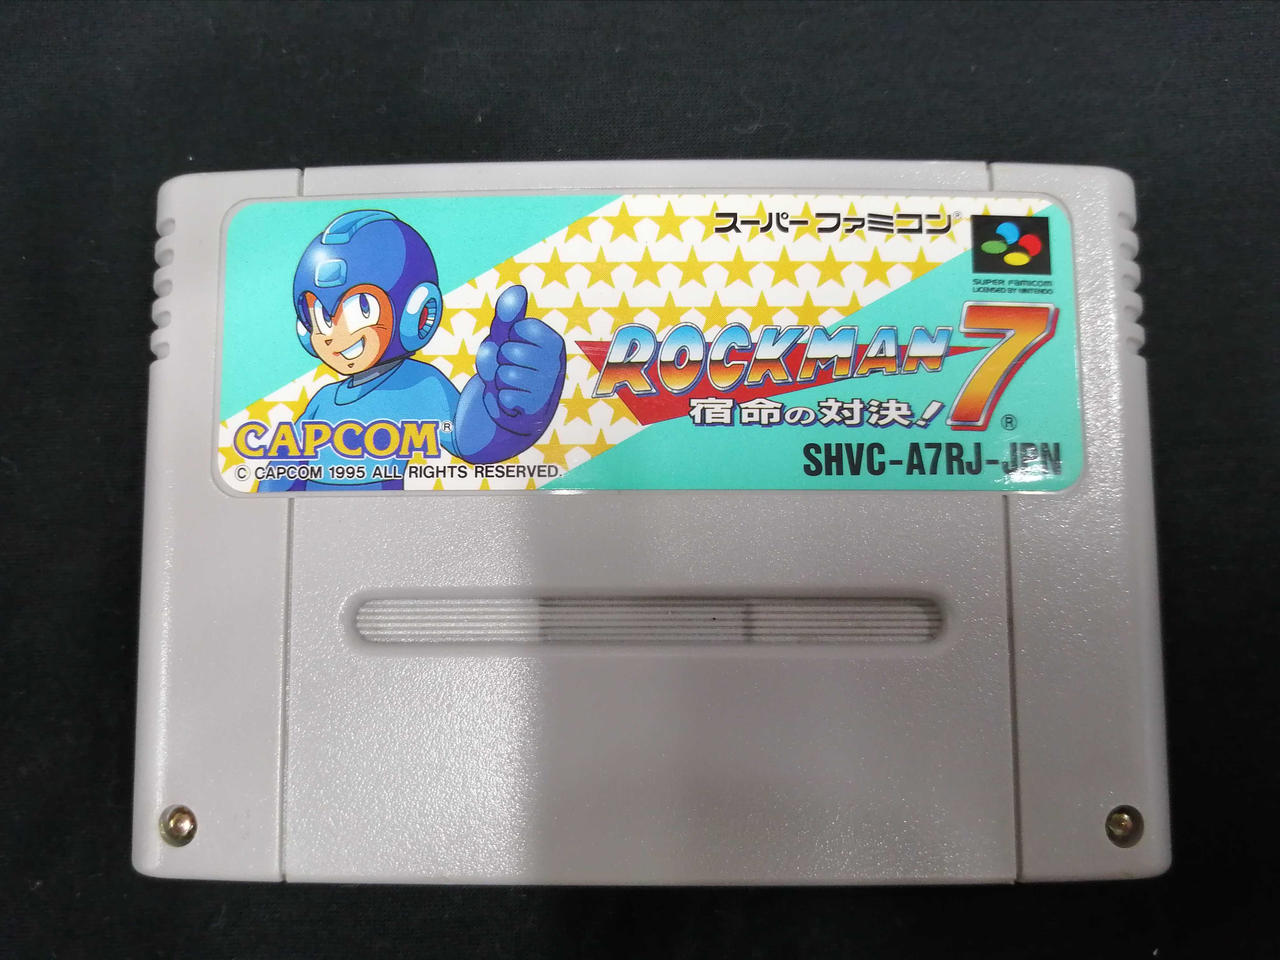 スーパーファミコン®
SUPER FAMICOM
LICENSED BY NINTENDO
ROCKMAN 7®
宿命の対決!
CAPCOM®
© CAPCOM 1995 ALL RIGHTS RESERVED.
SHVC-A7RJ-JPN